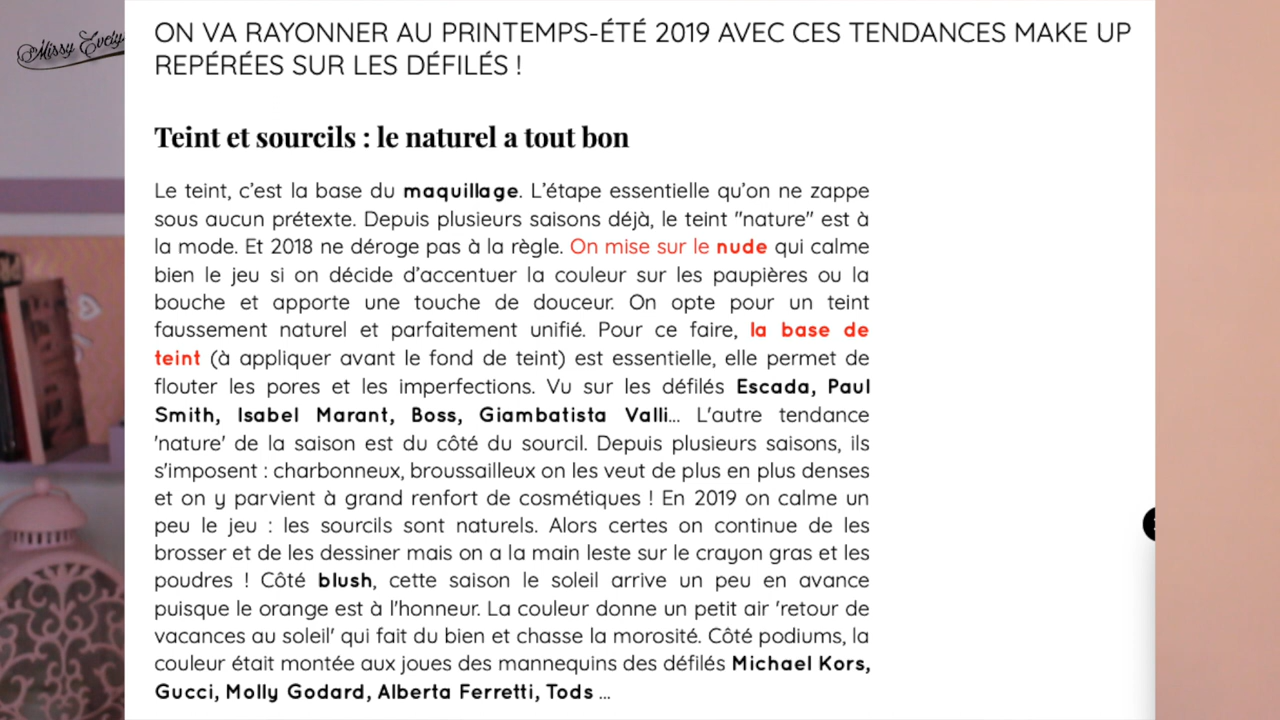 Missy Evely
ON VA RAYONNER AU PRINTEMPS-ÉTÉ 2019 AVEC CES TENDANCES MAKE UP
REPÉRÉES SUR LES DÉFILÉS !
Teint et sourcils : le naturel a tout bon
Le teint, c’est la base du maquillage. L’étape essentielle qu’on ne zappe
sous aucun prétexte. Depuis plusieurs saisons déjà, le teint "nature" est à
la mode. Et 2018 ne déroge pas à la règle. On mise sur le nude qui calme
bien le jeu si on décide d’accentuer la couleur sur les paupières ou la
bouche et apporte une touche de douceur. On opte pour un teint
faussement naturel et parfaitement unifié. Pour ce faire, la base de
teint (à appliquer avant le fond de teint) est essentielle, elle permet de
flouter les pores et les imperfections. Vu sur les défilés Escada, Paul
Smith, Isabel Marant, Boss, Giambatista Valli... L'autre tendance
'nature' de la saison est du côté du sourcil. Depuis plusieurs saisons, ils
s'imposent : charbonneux, broussailleux on les veut de plus en plus denses
et on y parvient à grand renfort de cosmétiques ! En 2019 on calme un
peu le jeu : les sourcils sont naturels. Alors certes on continue de les
brosser et de les dessiner mais on a la main leste sur le crayon gras et les
poudres ! Côté blush, cette saison le soleil arrive un peu en avance
puisque le orange est à l'honneur. La couleur donne un petit air 'retour de
vacances au soleil' qui fait du bien et chasse la morosité. Côté podiums, la
couleur était montée aux joues des mannequins des défilés Michael Kors,
Gucci, Molly Godard, Alberta Ferretti, Tods ...